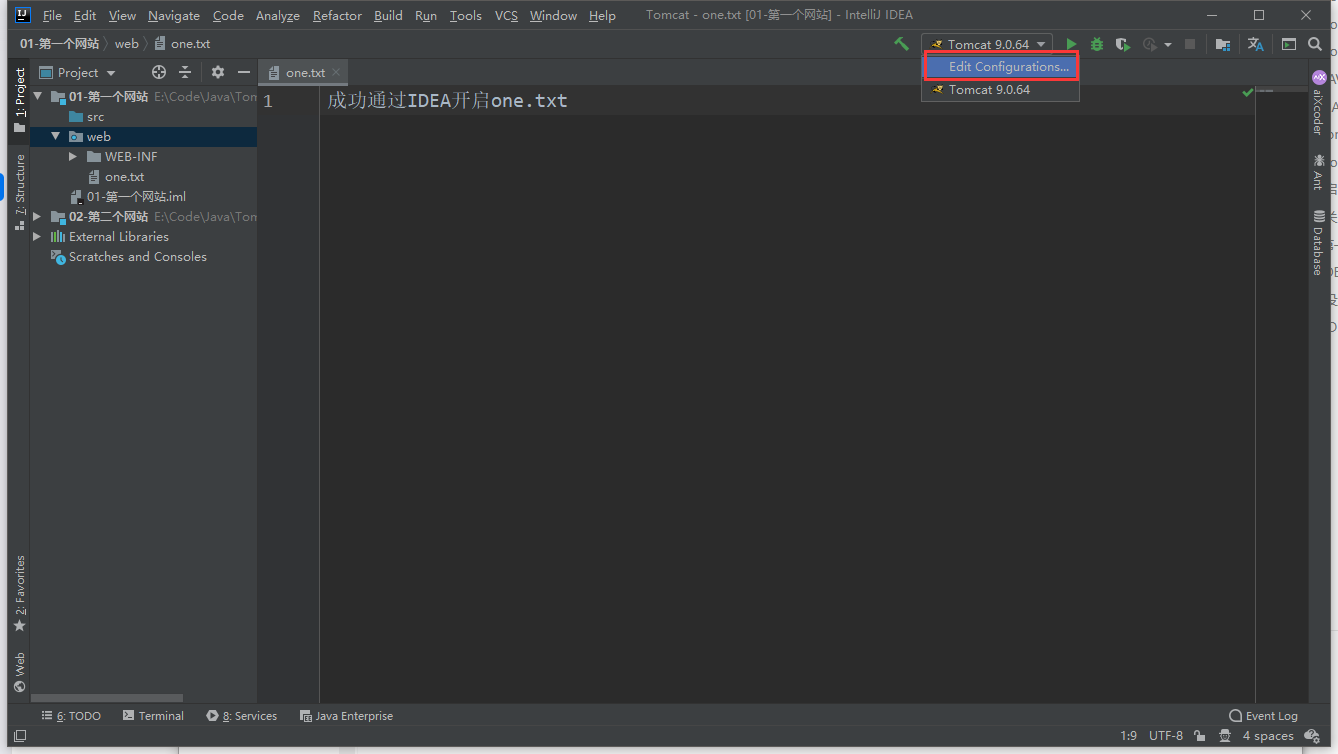 File Edit View Navigate Code Analyze Refactor Build Run Tools VCS Window Help Tomcat - one.txt [01-第一个网站] - IntelliJ IDEA
01-第一个网站 web one.txt Tomcat 9.0.64
Edit Configurations...
Tomcat 9.0.64
Project
one.txt
1: Project
7: Structure
2: Favorites
Web
01-第一个网站 E:\Code\Java\Tom
src
web
WEB-INF
one.txt
01-第一个网站.iml
02-第二个网站 E:\Code\Java\Tom
External Libraries
Scratches and Consoles
1 成功通过IDEA开启one.txt
aiXcoder
Ant
Database
6: TODO Terminal 8: Services Java Enterprise Event Log
1:9 UTF-8 4 spaces